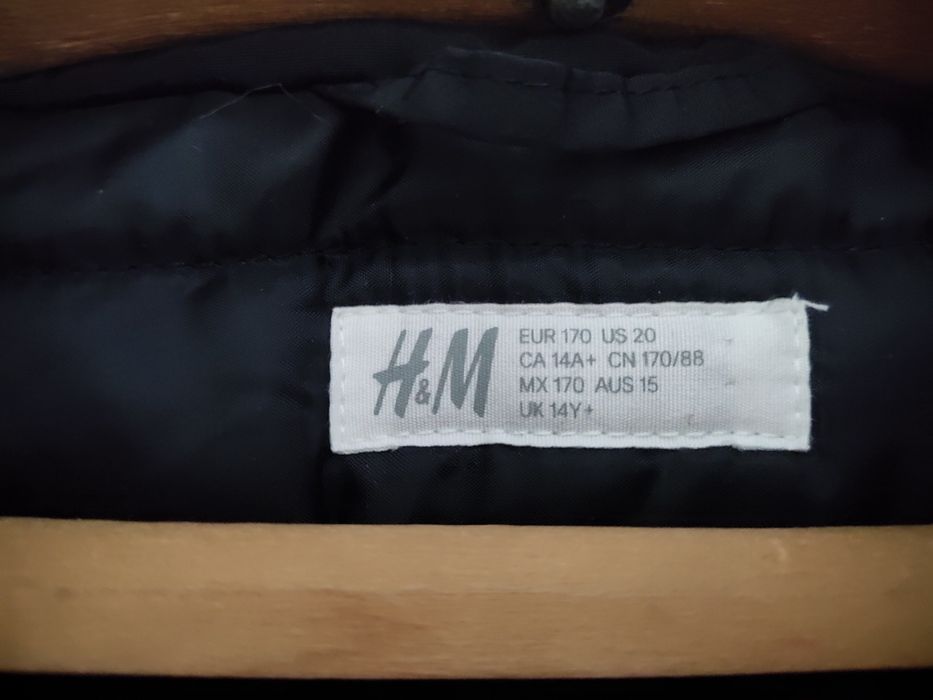 H&M
EUR 170 US 20
CA 14A+ CN 170/88
MX 170 AUS 15
UK 14Y+